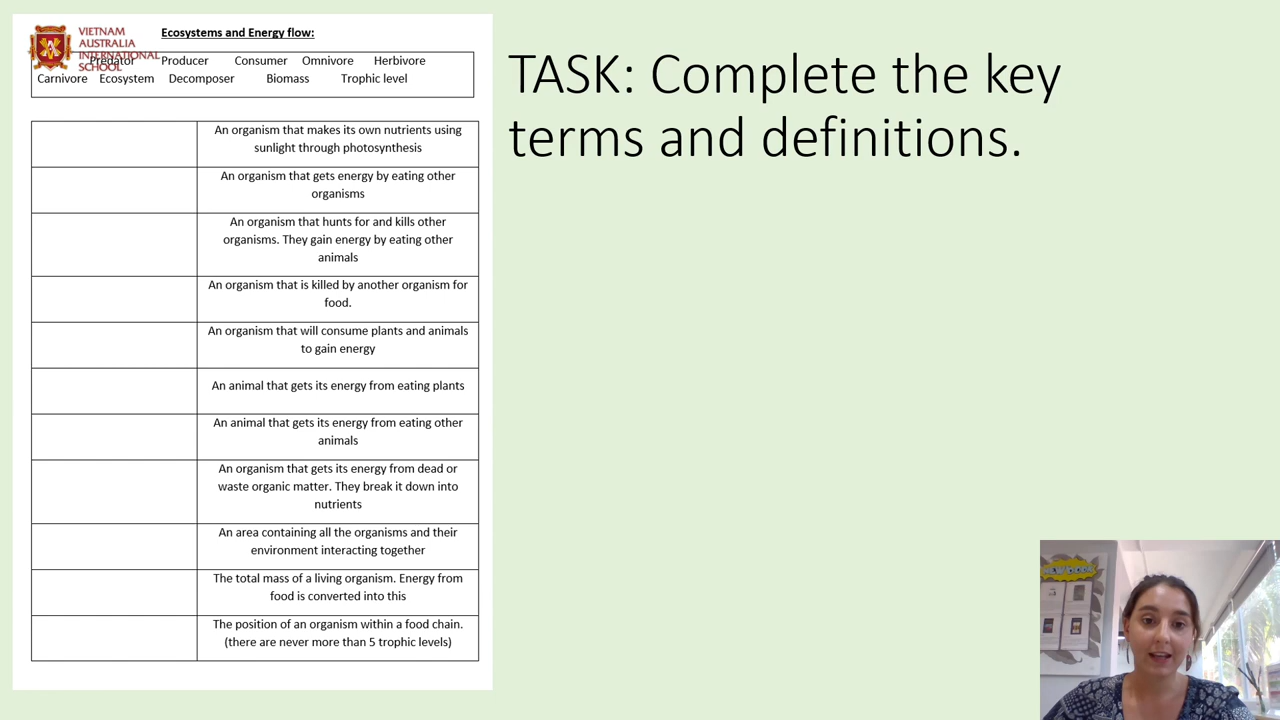 VIETNAM
AUSTRALIA
INTERNATIONAL
SCHOOL
Ecosystems and Energy flow:
Predator Producer Consumer Omnivore Herbivore
Carnivore Ecosystem Decomposer Biomass Trophic level
An organism that makes its own nutrients using
sunlight through photosynthesis
An organism that gets energy by eating other
organisms
An organism that hunts for and kills other
organisms. They gain energy by eating other
animals
An organism that is killed by another organism for
food.
An organism that will consume plants and animals
to gain energy
An animal that gets its energy from eating plants
An animal that gets its energy from eating other
animals
An organism that gets its energy from dead or
waste organic matter. They break it down into
nutrients
An area containing all the organisms and their
environment interacting together
The total mass of a living organism. Energy from
food is converted into this
The position of an organism within a food chain.
(there are never more than 5 trophic levels)
TASK: Complete the key
terms and definitions.